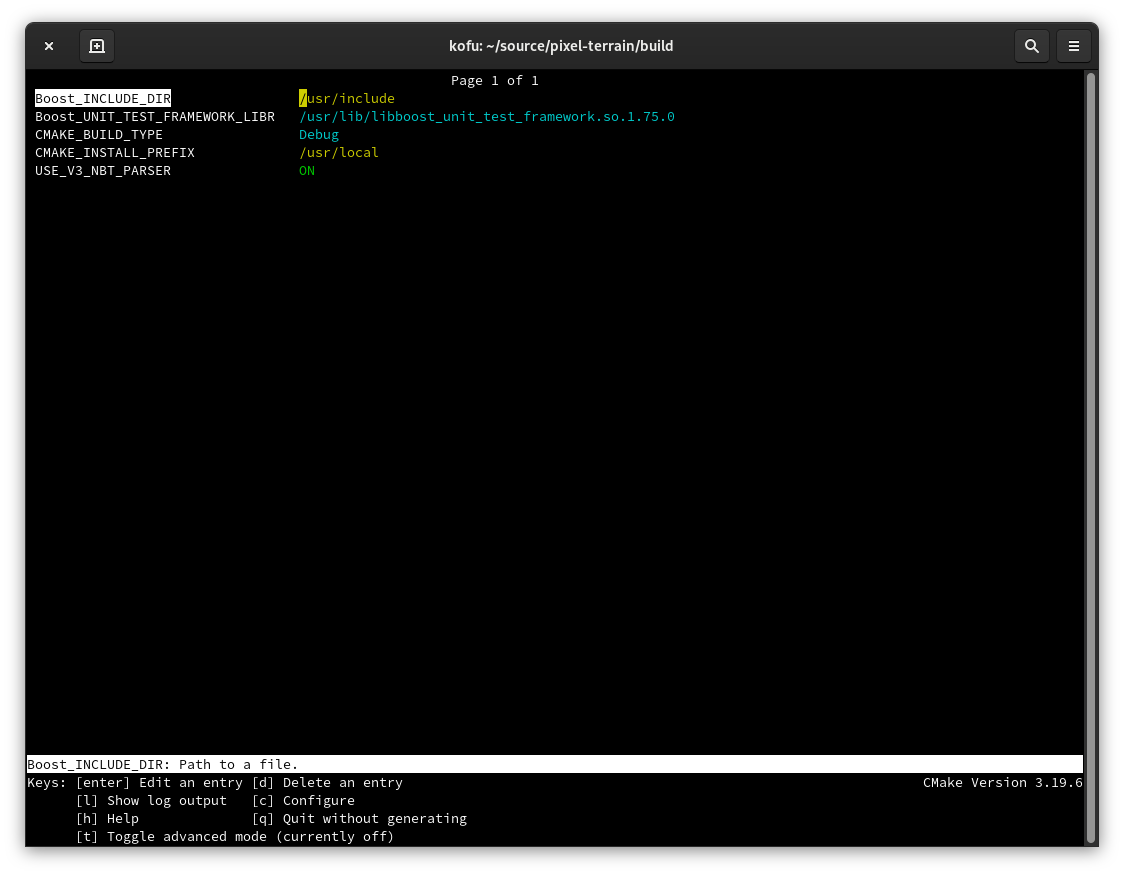 kofu: ~/source/pixel-terrain/build
Page 1 of 1
Boost_INCLUDE_DIR /usr/include
Boost_UNIT_TEST_FRAMEWORK_LIBR /usr/lib/libboost_unit_test_framework.so.1.75.0
CMAKE_BUILD_TYPE Debug
CMAKE_INSTALL_PREFIX /usr/local
USE_V3_NBT_PARSER ON
Boost_INCLUDE_DIR: Path to a file.
Keys: [enter] Edit an entry [d] Delete an entry CMake Version 3.19.6
[l] Show log output [c] Configure
[h] Help [q] Quit without generating
[t] Toggle advanced mode (currently off)